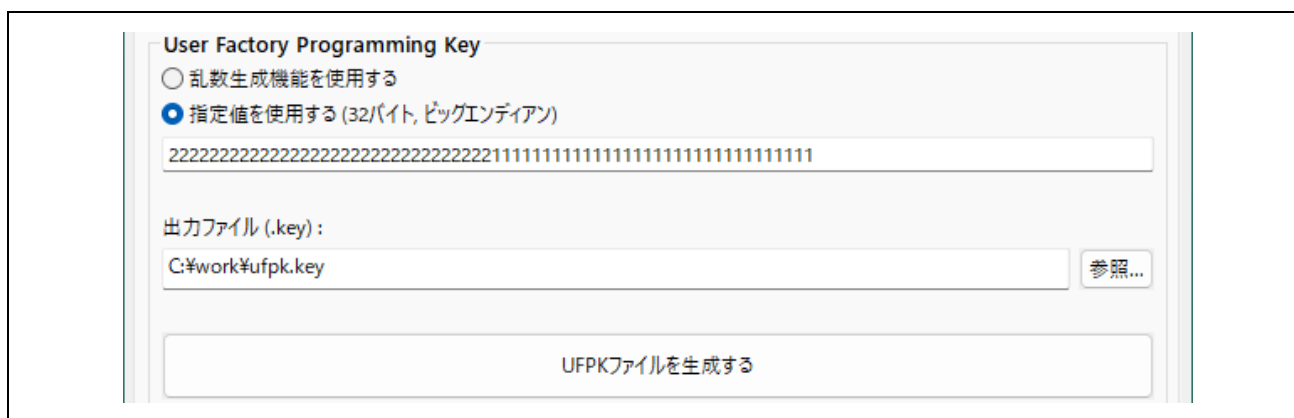 User Factory Programming Key
乱数生成機能を使用する
指定値を使用する (32バイト, ビッグエンディアン)
2222222222222222222222222222222211111111111111111111111111111111
出力ファイル (.key) :
C:¥work¥ufpk.key
参照...
UFPKファイルを生成する